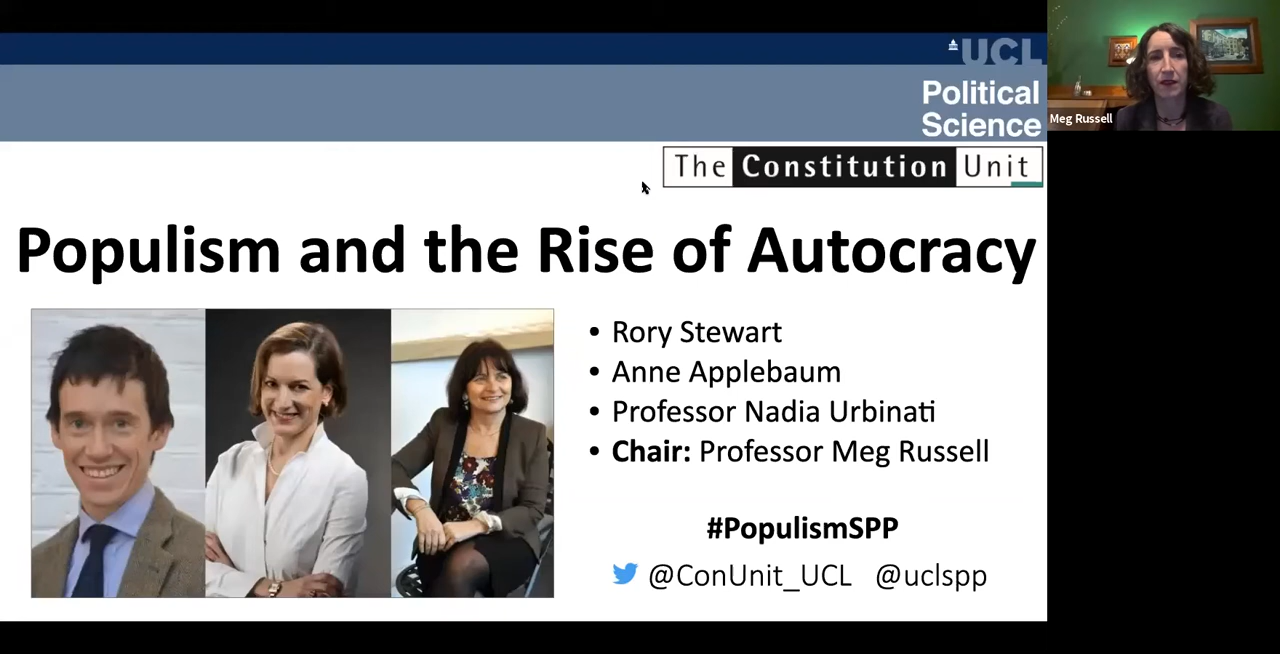 UCL
Political
Science
Meg Russell
The Constitution Unit
Populism and the Rise of Autocracy
• Rory Stewart
• Anne Applebaum
• Professor Nadia Urbinati
• Chair: Professor Meg Russell
#PopulismSPP
@ConUnit_UCL @uclspp